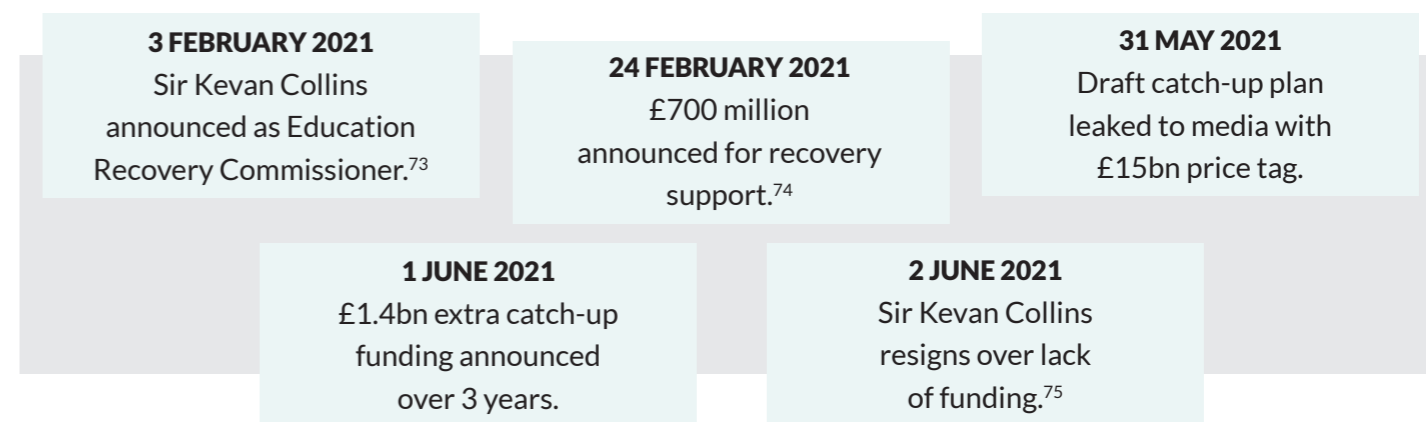 3 FEBRUARY 2021
Sir Kevan Collins
announced as Education
Recovery Commissioner.73
24 FEBRUARY 2021
£700 million
announced for recovery
support.74
31 MAY 2021
Draft catch-up plan
leaked to media with
£15bn price tag.
1 JUNE 2021
£1.4bn extra catch-up
funding announced
over 3 years.
2 JUNE 2021
Sir Kevan Collins
resigns over lack
of funding.75